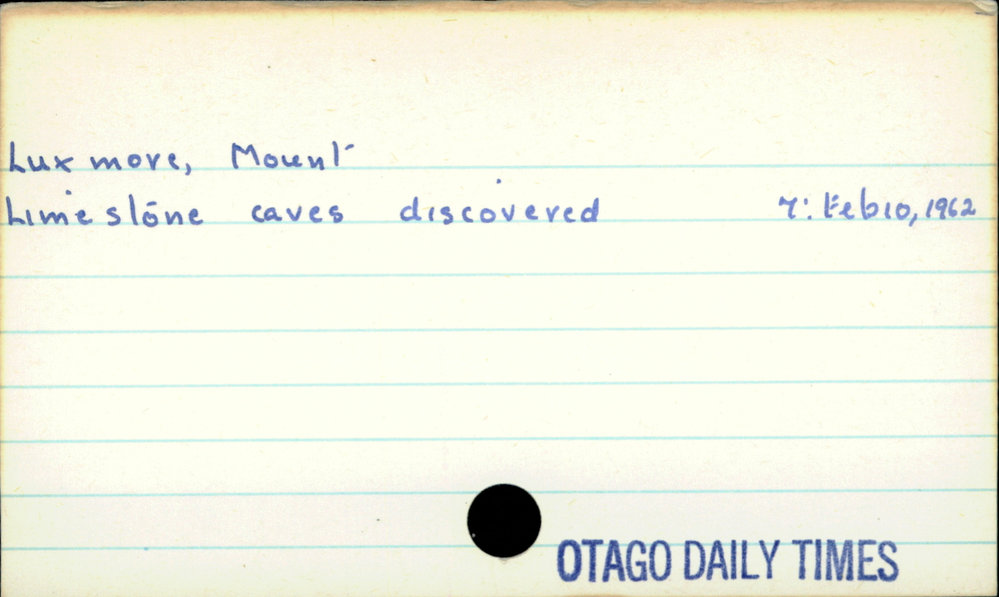 Luxmore, Mount
Limestone caves discovered 7: Feb 10, 1962
OTAGO DAILY TIMES